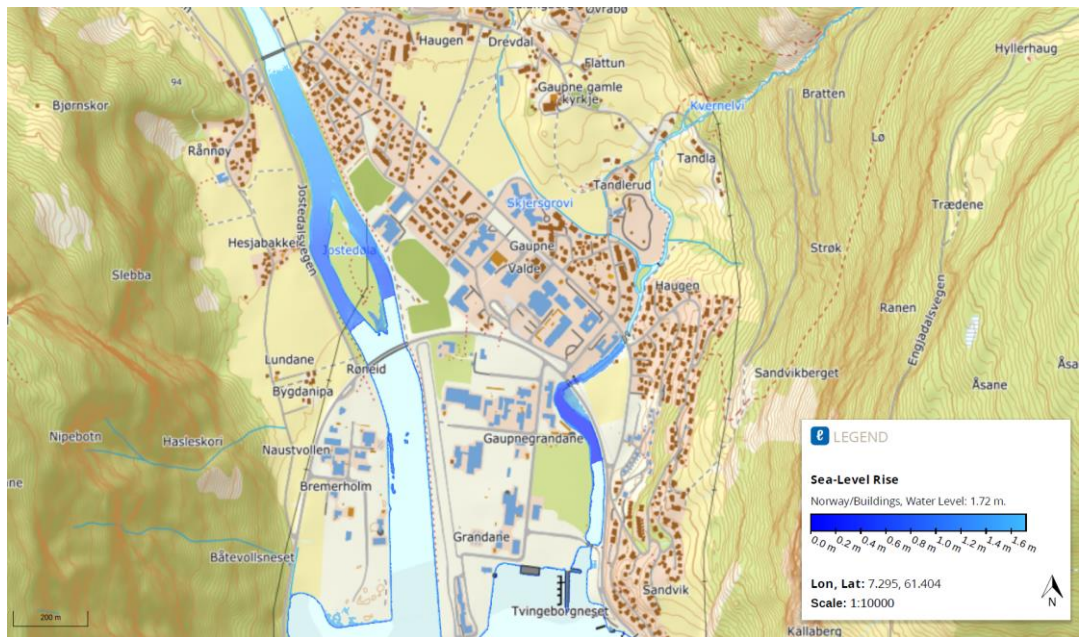 Øvrabø
Haugen
Drevdal
Flattun
Hyllerhaug
94
Gaupne gamle
kyrkje
Bjørnskor
Kvernelvi
Bratten
Lø
Rånnøy
Tandla
Tandlerud
Jostedalsvegen
Skjersgrovi
Trædene
Hesjabakken
Jostedøla
Gaupne
Strøk
Valde
Slebba
Haugen
Ranen
Engjadalsvegen
Lundane
Røneid
Sandvikberget
Åsane
Bygdanipa
Nipebotn
Hasleskori
Gaupnegrandane
Naustvollen
Bremerholm
Grandane
Båtevollsneset
Sandvik
Tvingeborgneset
Kallaberg
200 m
LEGEND
Sea-Level Rise
Norway/Buildings, Water Level: 1.72 m.
0.0 m 0.2 m 0.4 m 0.6 m 0.8 m 1.0 m 1.2 m 1.4 m 1.6 m
Lon, Lat: 7.295, 61.404
Scale: 1:10000
N